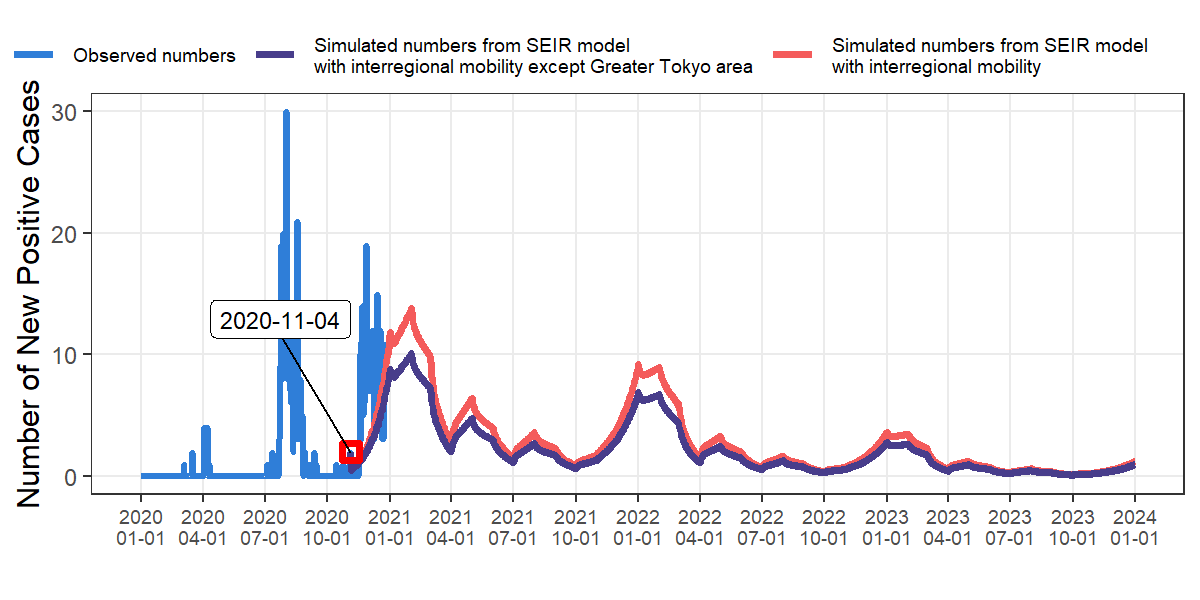 Observed numbers
Simulated numbers from SEIR model
with interregional mobility except Greater Tokyo area
Simulated numbers from SEIR model
with interregional mobility
Number of New Positive Cases
30
20
10
0
2020-11-04
2020 2020 2020 2020 2021 2021 2021 2021 2022 2022 2022 2022 2023 2023 2023 2023 2024
01-01 04-01 07-01 10-01 01-01 04-01 07-01 10-01 01-01 04-01 07-01 10-01 01-01 04-01 07-01 10-01 01-01